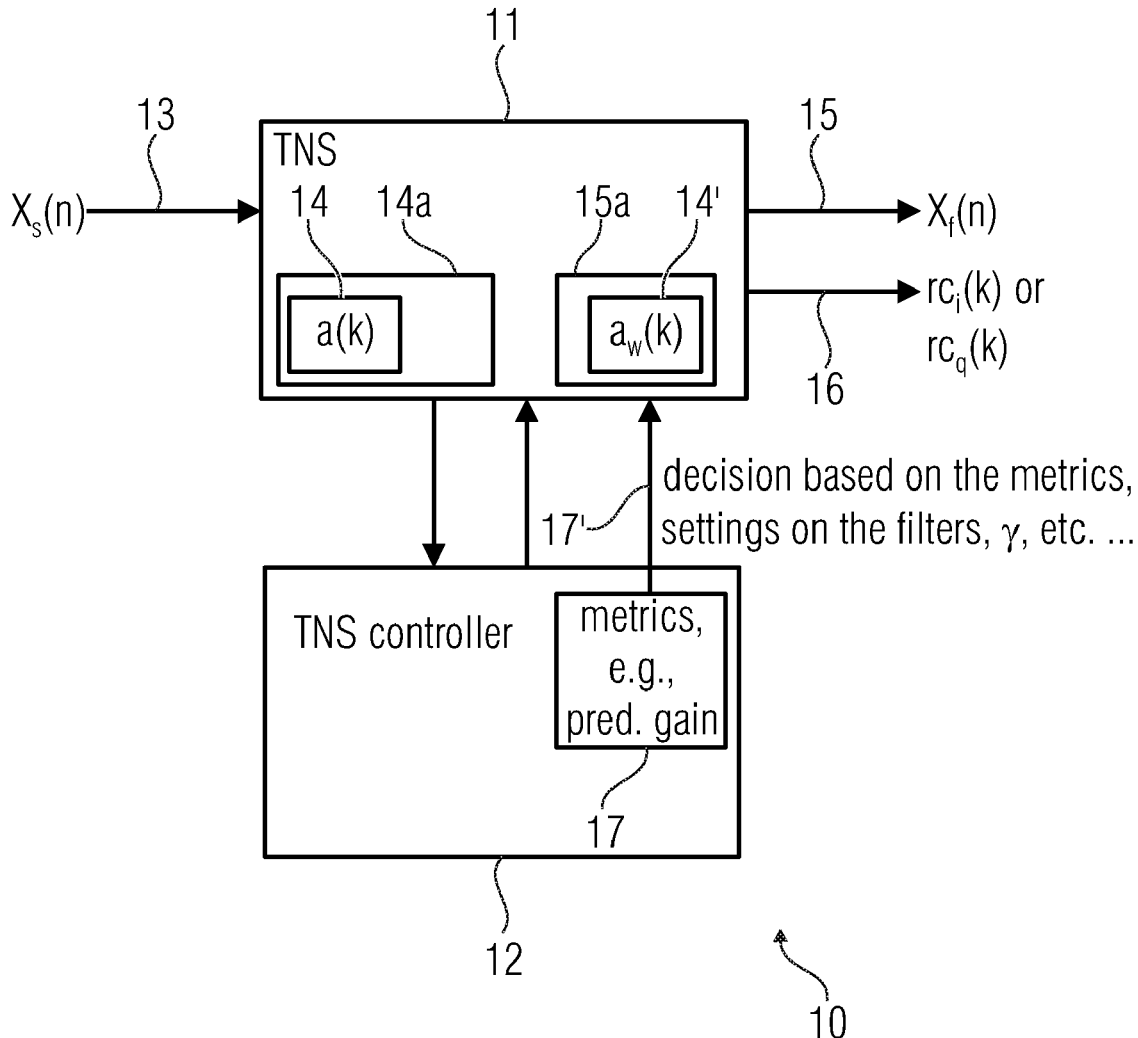 11
13
15
TNS
14
14a
15a
14'
Xₛ(n)
X_f(n)
a(k)
a_w(k)
rc_i(k) or
rc_q(k)
16
17'
decision based on the metrics,
settings on the filters, γ, etc. ...
TNS controller
metrics,
e.g.,
pred. gain
17
12
10